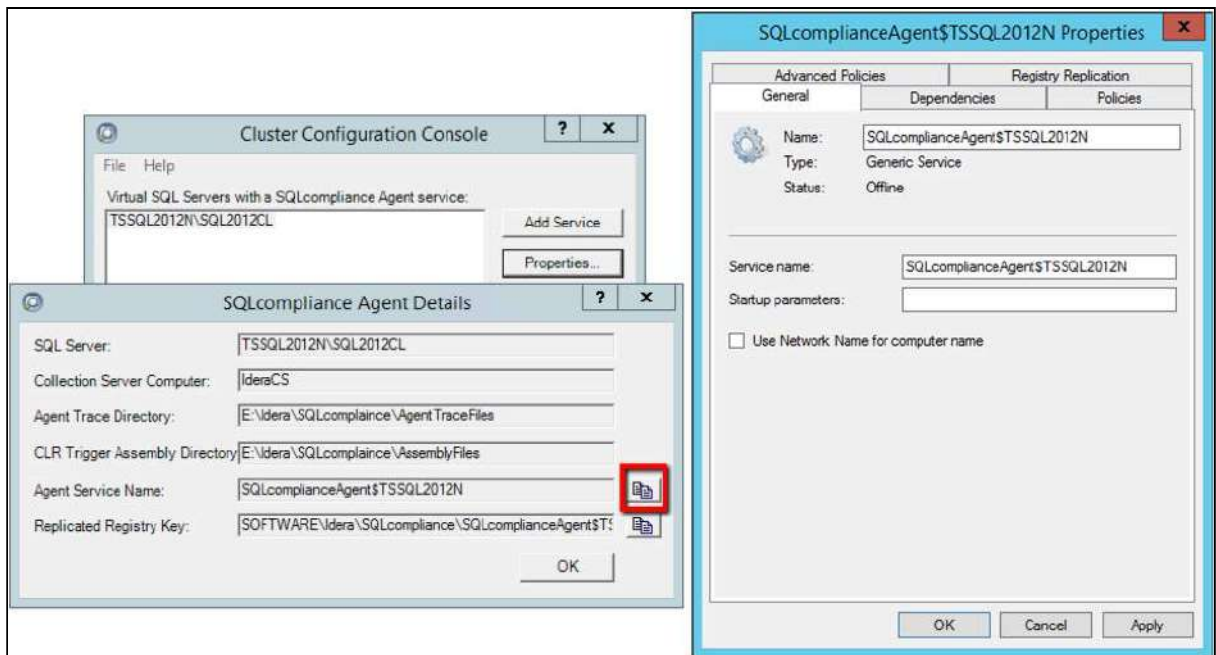 Cluster Configuration Console
? x
File Help
Virtual SQL Servers with a SQLcompliance Agent service:
TSSQL2012N\SQL2012CL
Add Service
Properties...
SQLcompliance Agent Details
? x
SQL Server: TSSQL2012N\SQL2012CL
Collection Server Computer: IderaCS
Agent Trace Directory: E:\Idera\SQLcomplaince\AgentTraceFiles
CLR Trigger Assembly Directory E:\Idera\SQLcomplaince\AssemblyFiles
Agent Service Name: SQLcomplianceAgent$TSSQL2012N
Replicated Registry Key: SOFTWARE\Idera\SQLcompliance\SQLcomplianceAgent$TS
OK
SQLcomplianceAgent$TSSQL2012N Properties
x
Advanced Policies Registry Replication
General Dependencies Policies
Name: SQLcomplianceAgent$TSSQL2012N
Type: Generic Service
Status: Offline
Service name: SQLcomplianceAgent$TSSQL2012N
Startup parameters:
Use Network Name for computer name
OK Cancel Apply